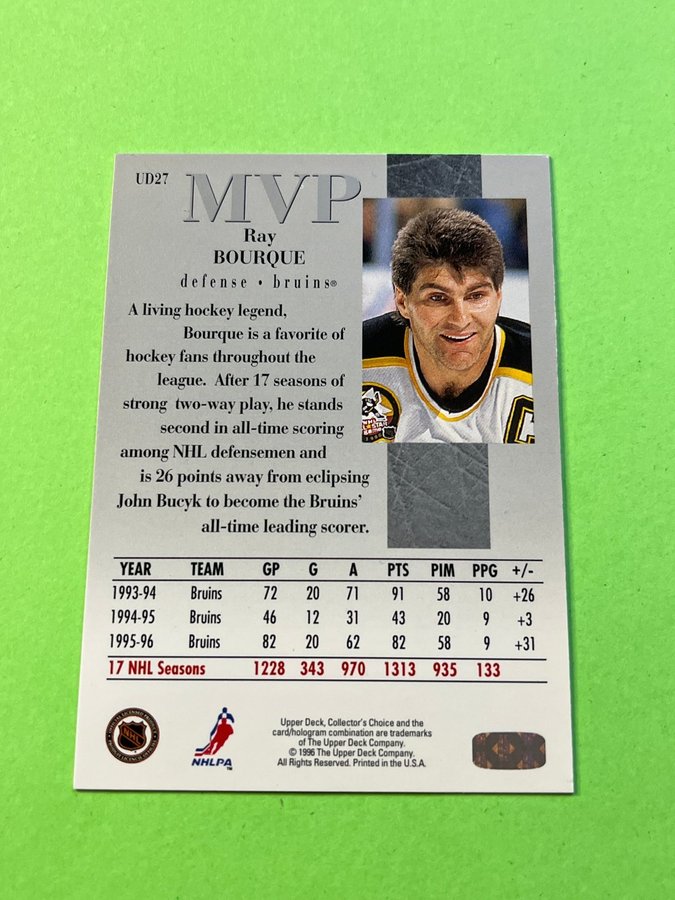 UD27
MVP
Ray
BOURQUE
defense • bruins®
A living hockey legend,
Bourque is a favorite of
hockey fans throughout the
league. After 17 seasons of
strong two-way play, he stands
second in all-time scoring
among NHL defensemen and
is 26 points away from eclipsing
John Bucyk to become the Bruins'
all-time leading scorer.
YEAR TEAM GP G A PTS PIM PPG +/-
1993-94 Bruins 72 20 71 91 58 10 +26
1994-95 Bruins 46 12 31 43 20 9 +3
1995-96 Bruins 82 20 62 82 58 9 +31
17 NHL Seasons 1228 343 970 1313 935 133
NHL
NHLPA™
Upper Deck, Collector's Choice and the
card/hologram combination are trademarks
of The Upper Deck Company.
© 1996 The Upper Deck Company.
All Rights Reserved. Printed in the U.S.A.